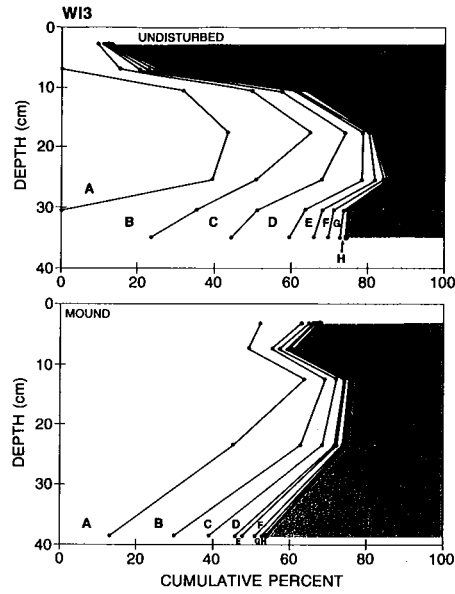 WI3
UNDISTURBED
0
10
20
30
40
DEPTH (cm)
A
B
C
D
E
F
G
H
0 20 40 60 80 100
MOUND
0
10
20
30
40
DEPTH (cm)
A
B
C
D
E
F
G
H
0 20 40 60 80 100
CUMULATIVE PERCENT